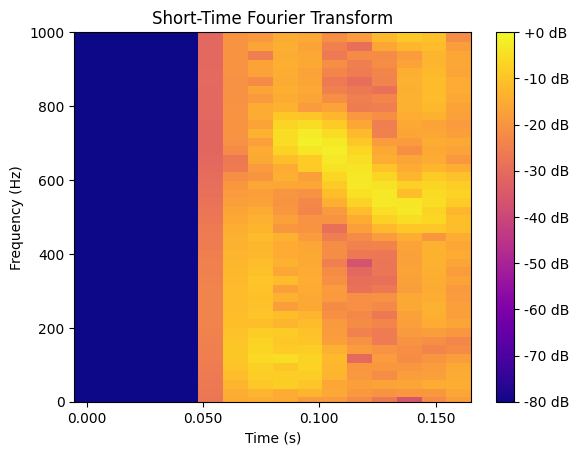 Short-Time Fourier Transform
1000
800
600
400
200
0
Frequency (Hz)
0.000
0.050
0.100
0.150
Time (s)
+0 dB
-10 dB
-20 dB
-30 dB
-40 dB
-50 dB
-60 dB
-70 dB
-80 dB